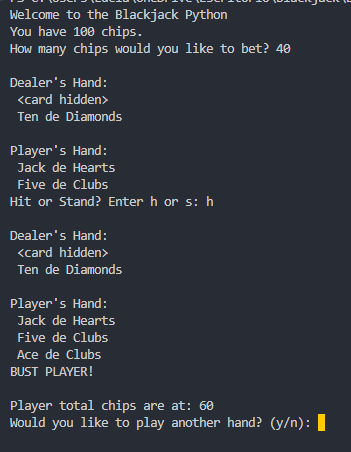 Welcome to the Blackjack Python
You have 100 chips.
How many chips would you like to bet? 40
Dealer's Hand:
<card hidden>
Ten de Diamonds
Player's Hand:
Jack de Hearts
Five de Clubs
Hit or Stand? Enter h or s: h
Dealer's Hand:
<card hidden>
Ten de Diamonds
Player's Hand:
Jack de Hearts
Five de Clubs
Ace de Clubs
BUST PLAYER!
Player total chips are at: 60
Would you like to play another hand? (y/n):